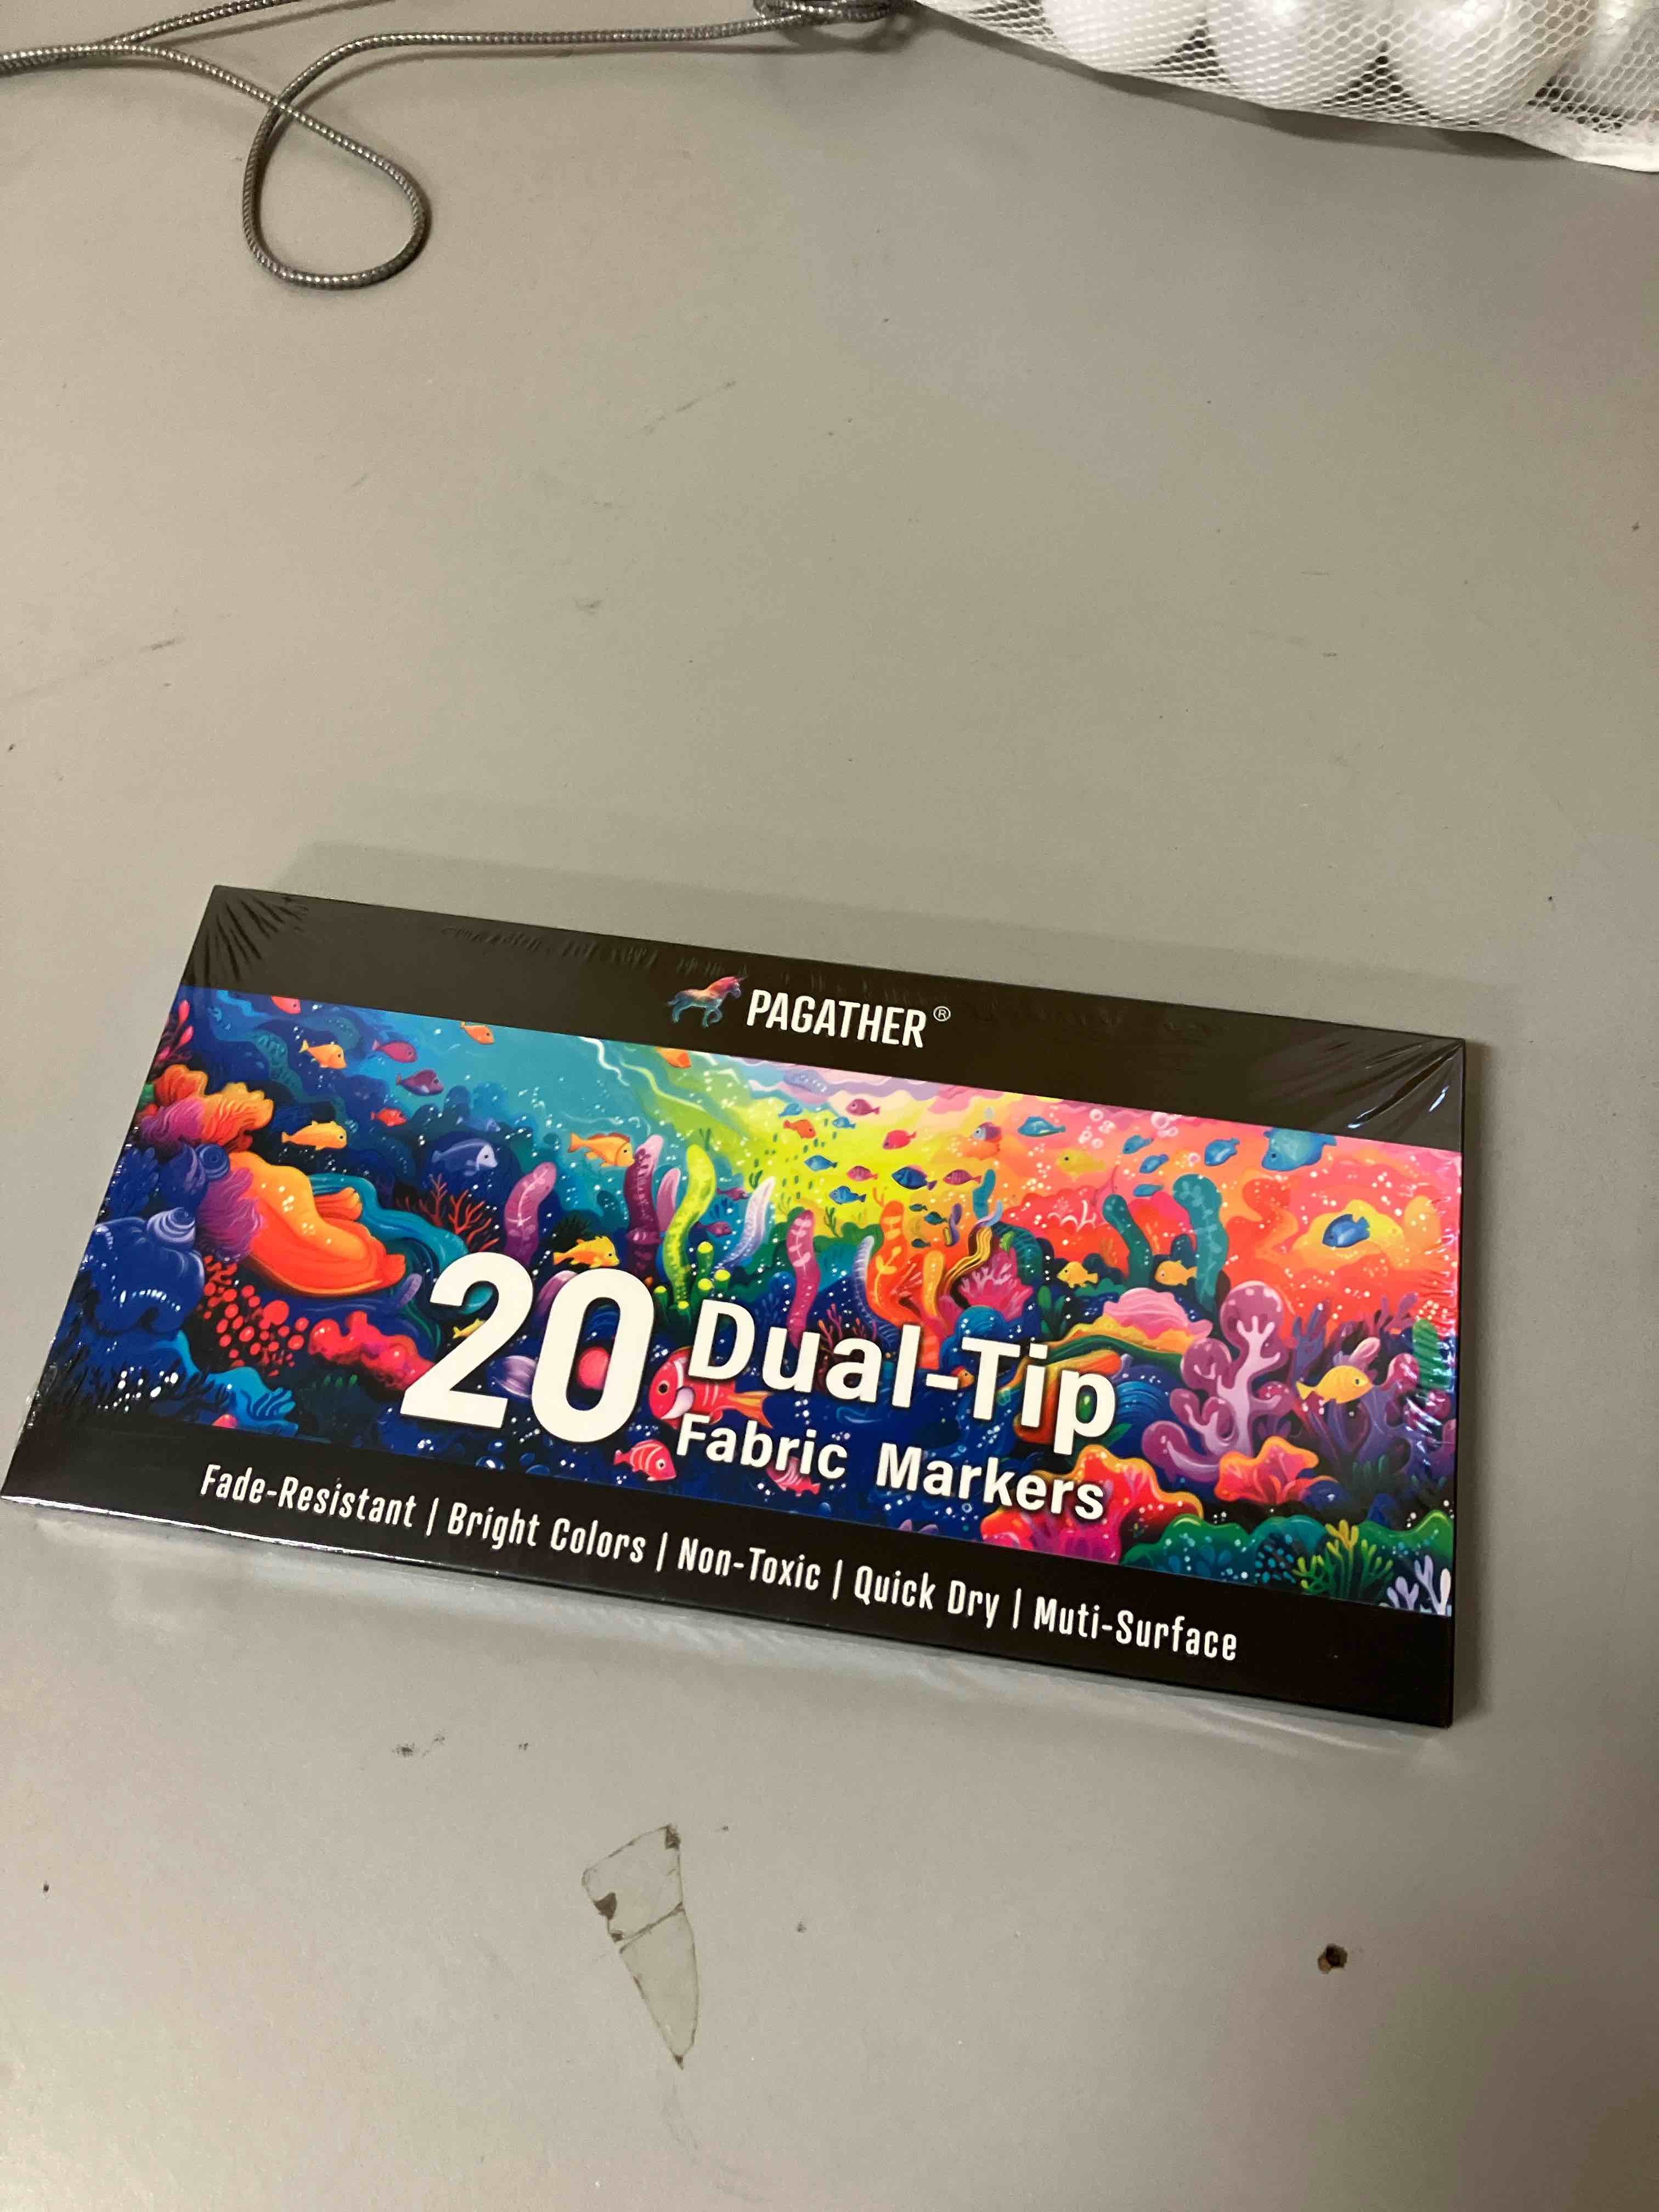 PAGATHER®
20 Dual-Tip
Fabric Markers
Fade-Resistant | Bright Colors | Non-Toxic | Quick Dry | Muti-Surface